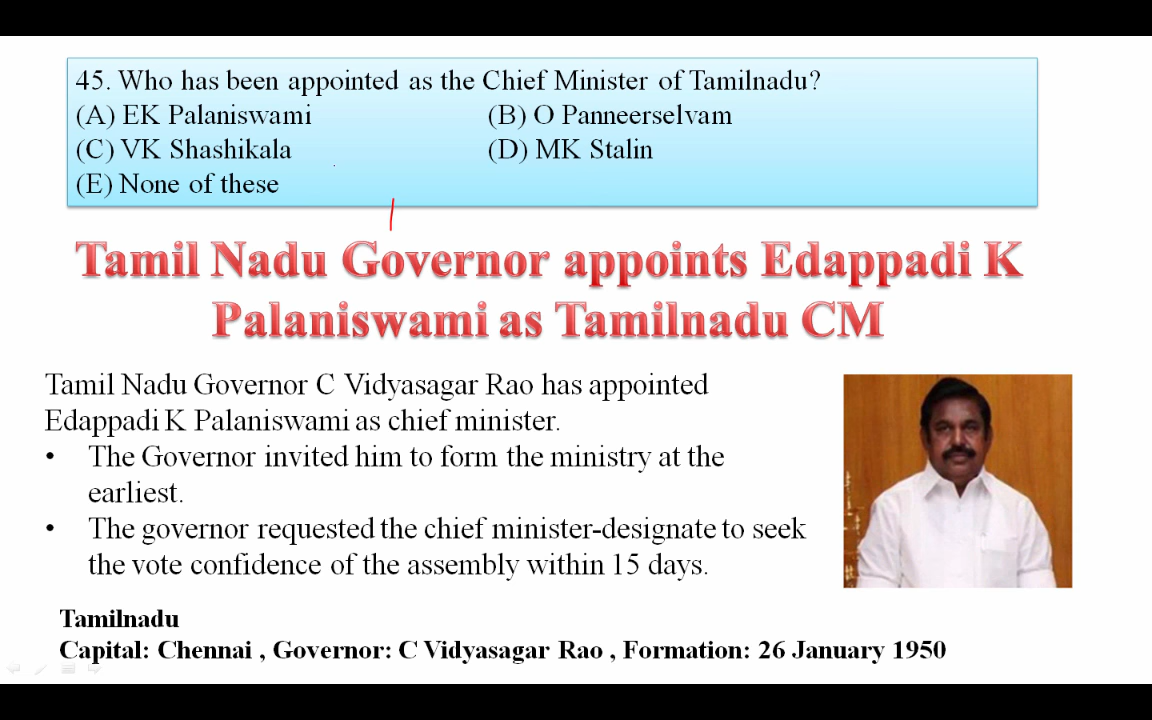 45. Who has been appointed as the Chief Minister of Tamilnadu?
(A) EK Palaniswami (B) O Panneerselvam
(C) VK Shashikala (D) MK Stalin
(E) None of these
Tamil Nadu Governor appoints Edappadi K
Palaniswami as Tamilnadu CM
Tamil Nadu Governor C Vidyasagar Rao has appointed
Edappadi K Palaniswami as chief minister.
• The Governor invited him to form the ministry at the
earliest.
• The governor requested the chief minister-designate to seek
the vote confidence of the assembly within 15 days.
Tamilnadu
Capital: Chennai , Governor: C Vidyasagar Rao , Formation: 26 January 1950